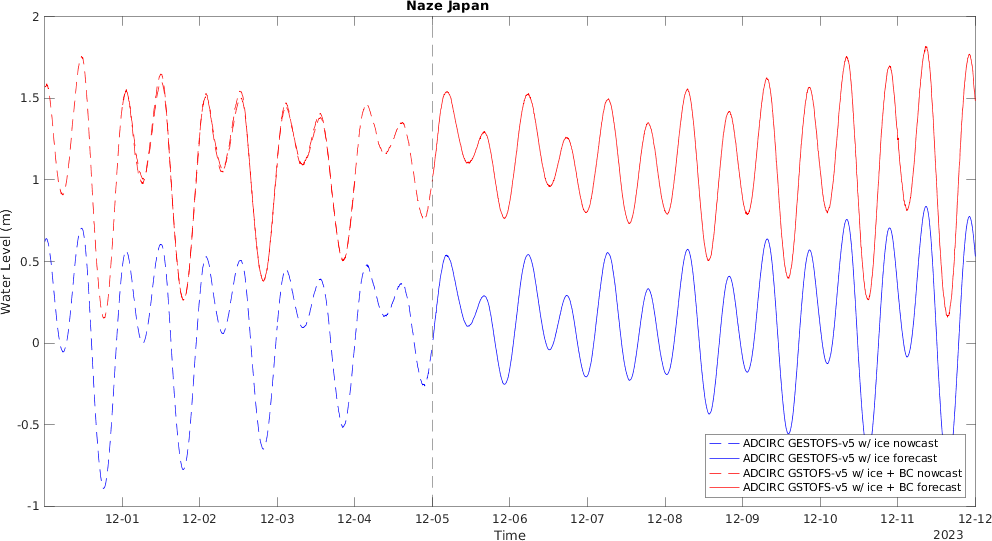 Naze Japan
Water Level (m)
2
1.5
1
0.5
0
-0.5
-1
12-01 12-02 12-03 12-04 12-05 12-06 12-07 12-08 12-09 12-10 12-11 12-12
Time
2023
ADCIRC GESTOFS-v5 w/ ice nowcast
ADCIRC GESTOFS-v5 w/ ice forecast
ADCIRC GSTOFS-v5 w/ ice + BC nowcast
ADCIRC GSTOFS-v5 w/ ice + BC forecast